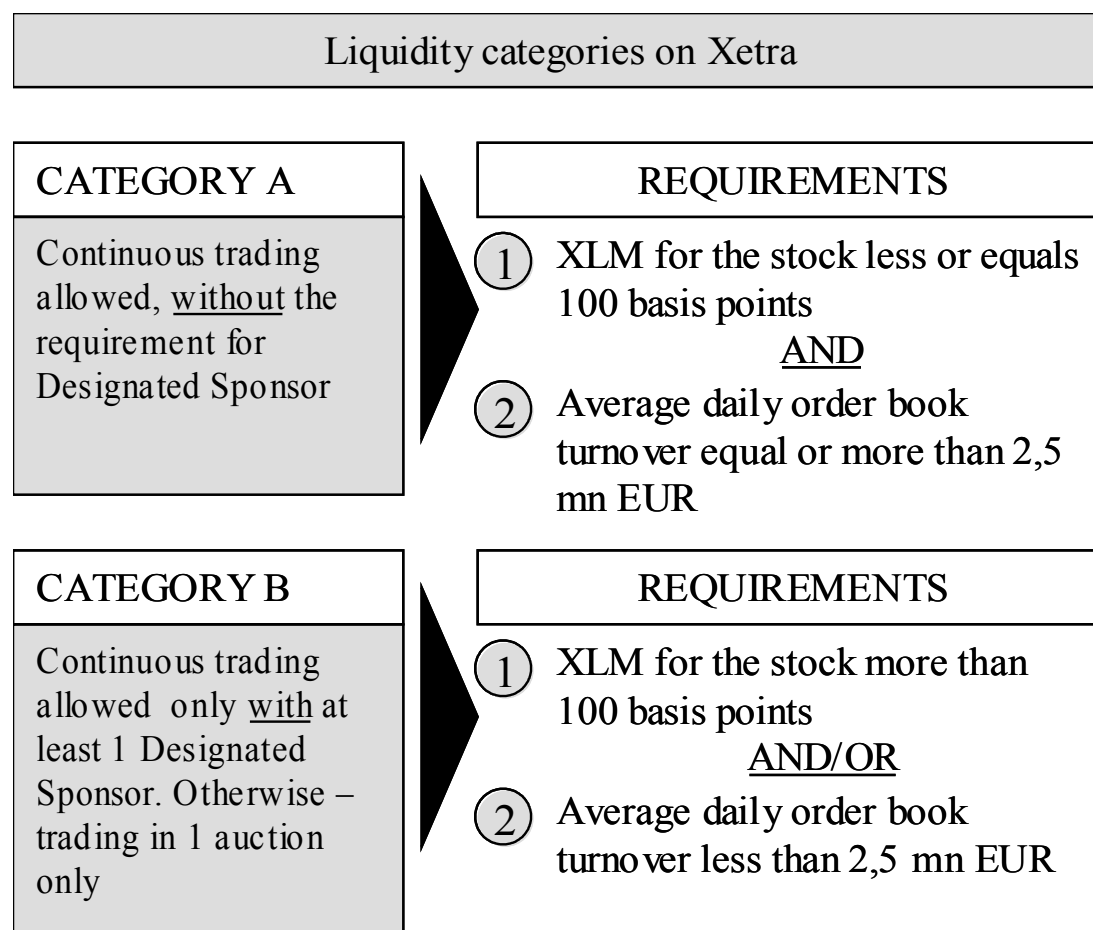 Liquidity categories on Xetra
CATEGORY A
Continuous trading
allowed, without the
requirement for
Designated Sponsor
REQUIREMENTS
1 XLM for the stock less or equals
100 basis points
AND
2 Average daily order book
turnover equal or more than 2,5
mn EUR
CATEGORY B
Continuous trading
allowed only with at
least 1 Designated
Sponsor. Otherwise –
trading in 1 auction
only
REQUIREMENTS
1 XLM for the stock more than
100 basis points
AND/OR
2 Average daily order book
turnover less than 2,5 mn EUR